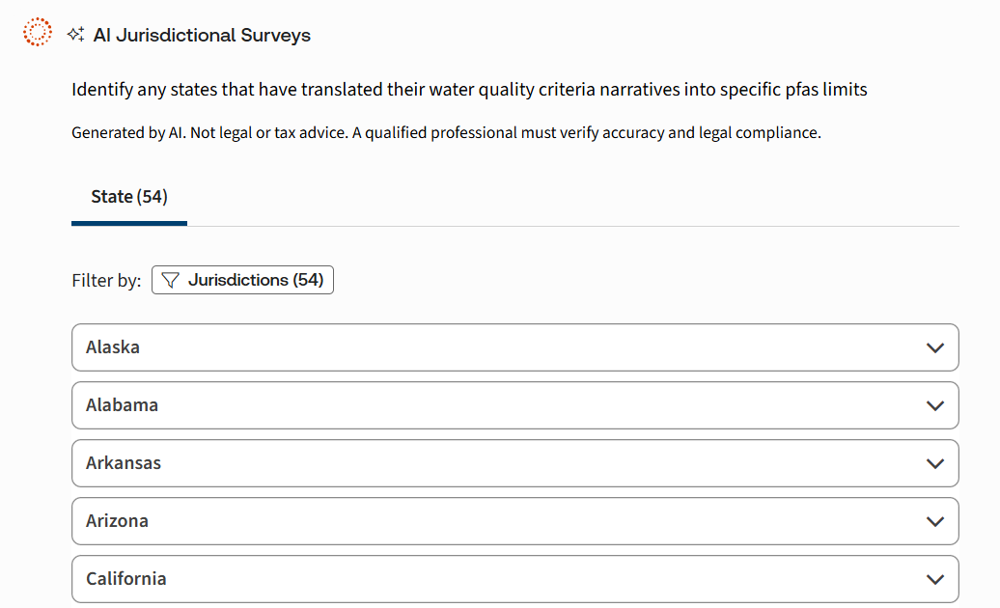 AI Jurisdictional Surveys
Identify any states that have translated their water quality criteria narratives into specific pfas limits
Generated by AI. Not legal or tax advice. A qualified professional must verify accuracy and legal compliance.
State (54)
Filter by: Jurisdictions (54)
Alaska
Alabama
Arkansas
Arizona
California